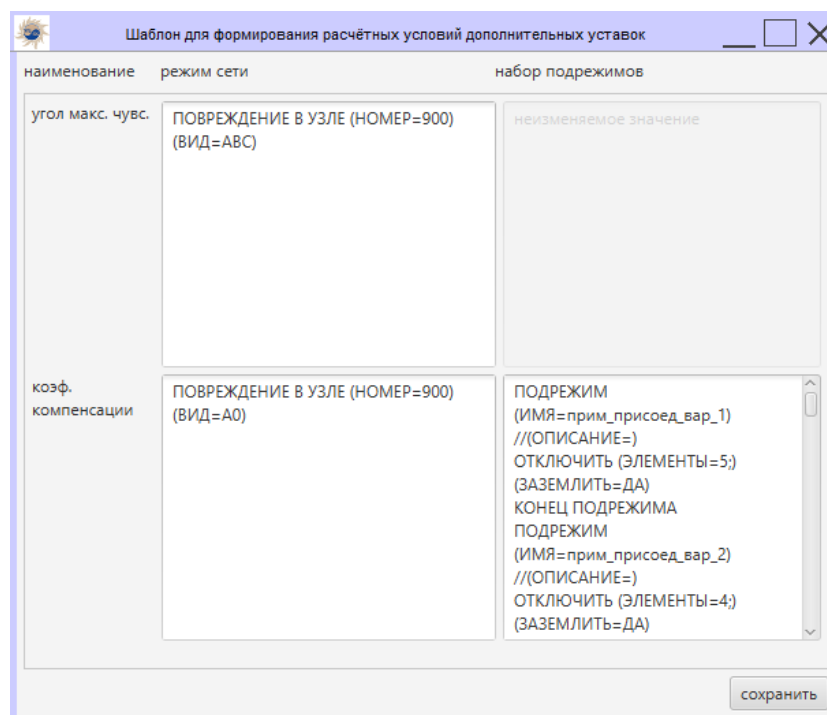 Шаблон для формирования расчётных условий дополнительных уставок
наименование режим сети набор подрежимов
угол макс. чувс.
ПОВРЕЖДЕНИЕ В УЗЛЕ (НОМЕР=900)
(ВИД=ABC)
неизменяемое значение
коэф.
компенсации
ПОВРЕЖДЕНИЕ В УЗЛЕ (НОМЕР=900)
(ВИД=A0)
ПОДРЕЖИМ
(ИМЯ=прим_присоед_вар_1)
//(ОПИСАНИЕ=)
ОТКЛЮЧИТЬ (ЭЛЕМЕНТЫ=5;)
(ЗАЗЕМЛИТЬ=ДА)
КОНЕЦ ПОДРЕЖИМА
ПОДРЕЖИМ
(ИМЯ=прим_присоед_вар_2)
//(ОПИСАНИЕ=)
ОТКЛЮЧИТЬ (ЭЛЕМЕНТЫ=4;)
(ЗАЗЕМЛИТЬ=ДА)
сохранить